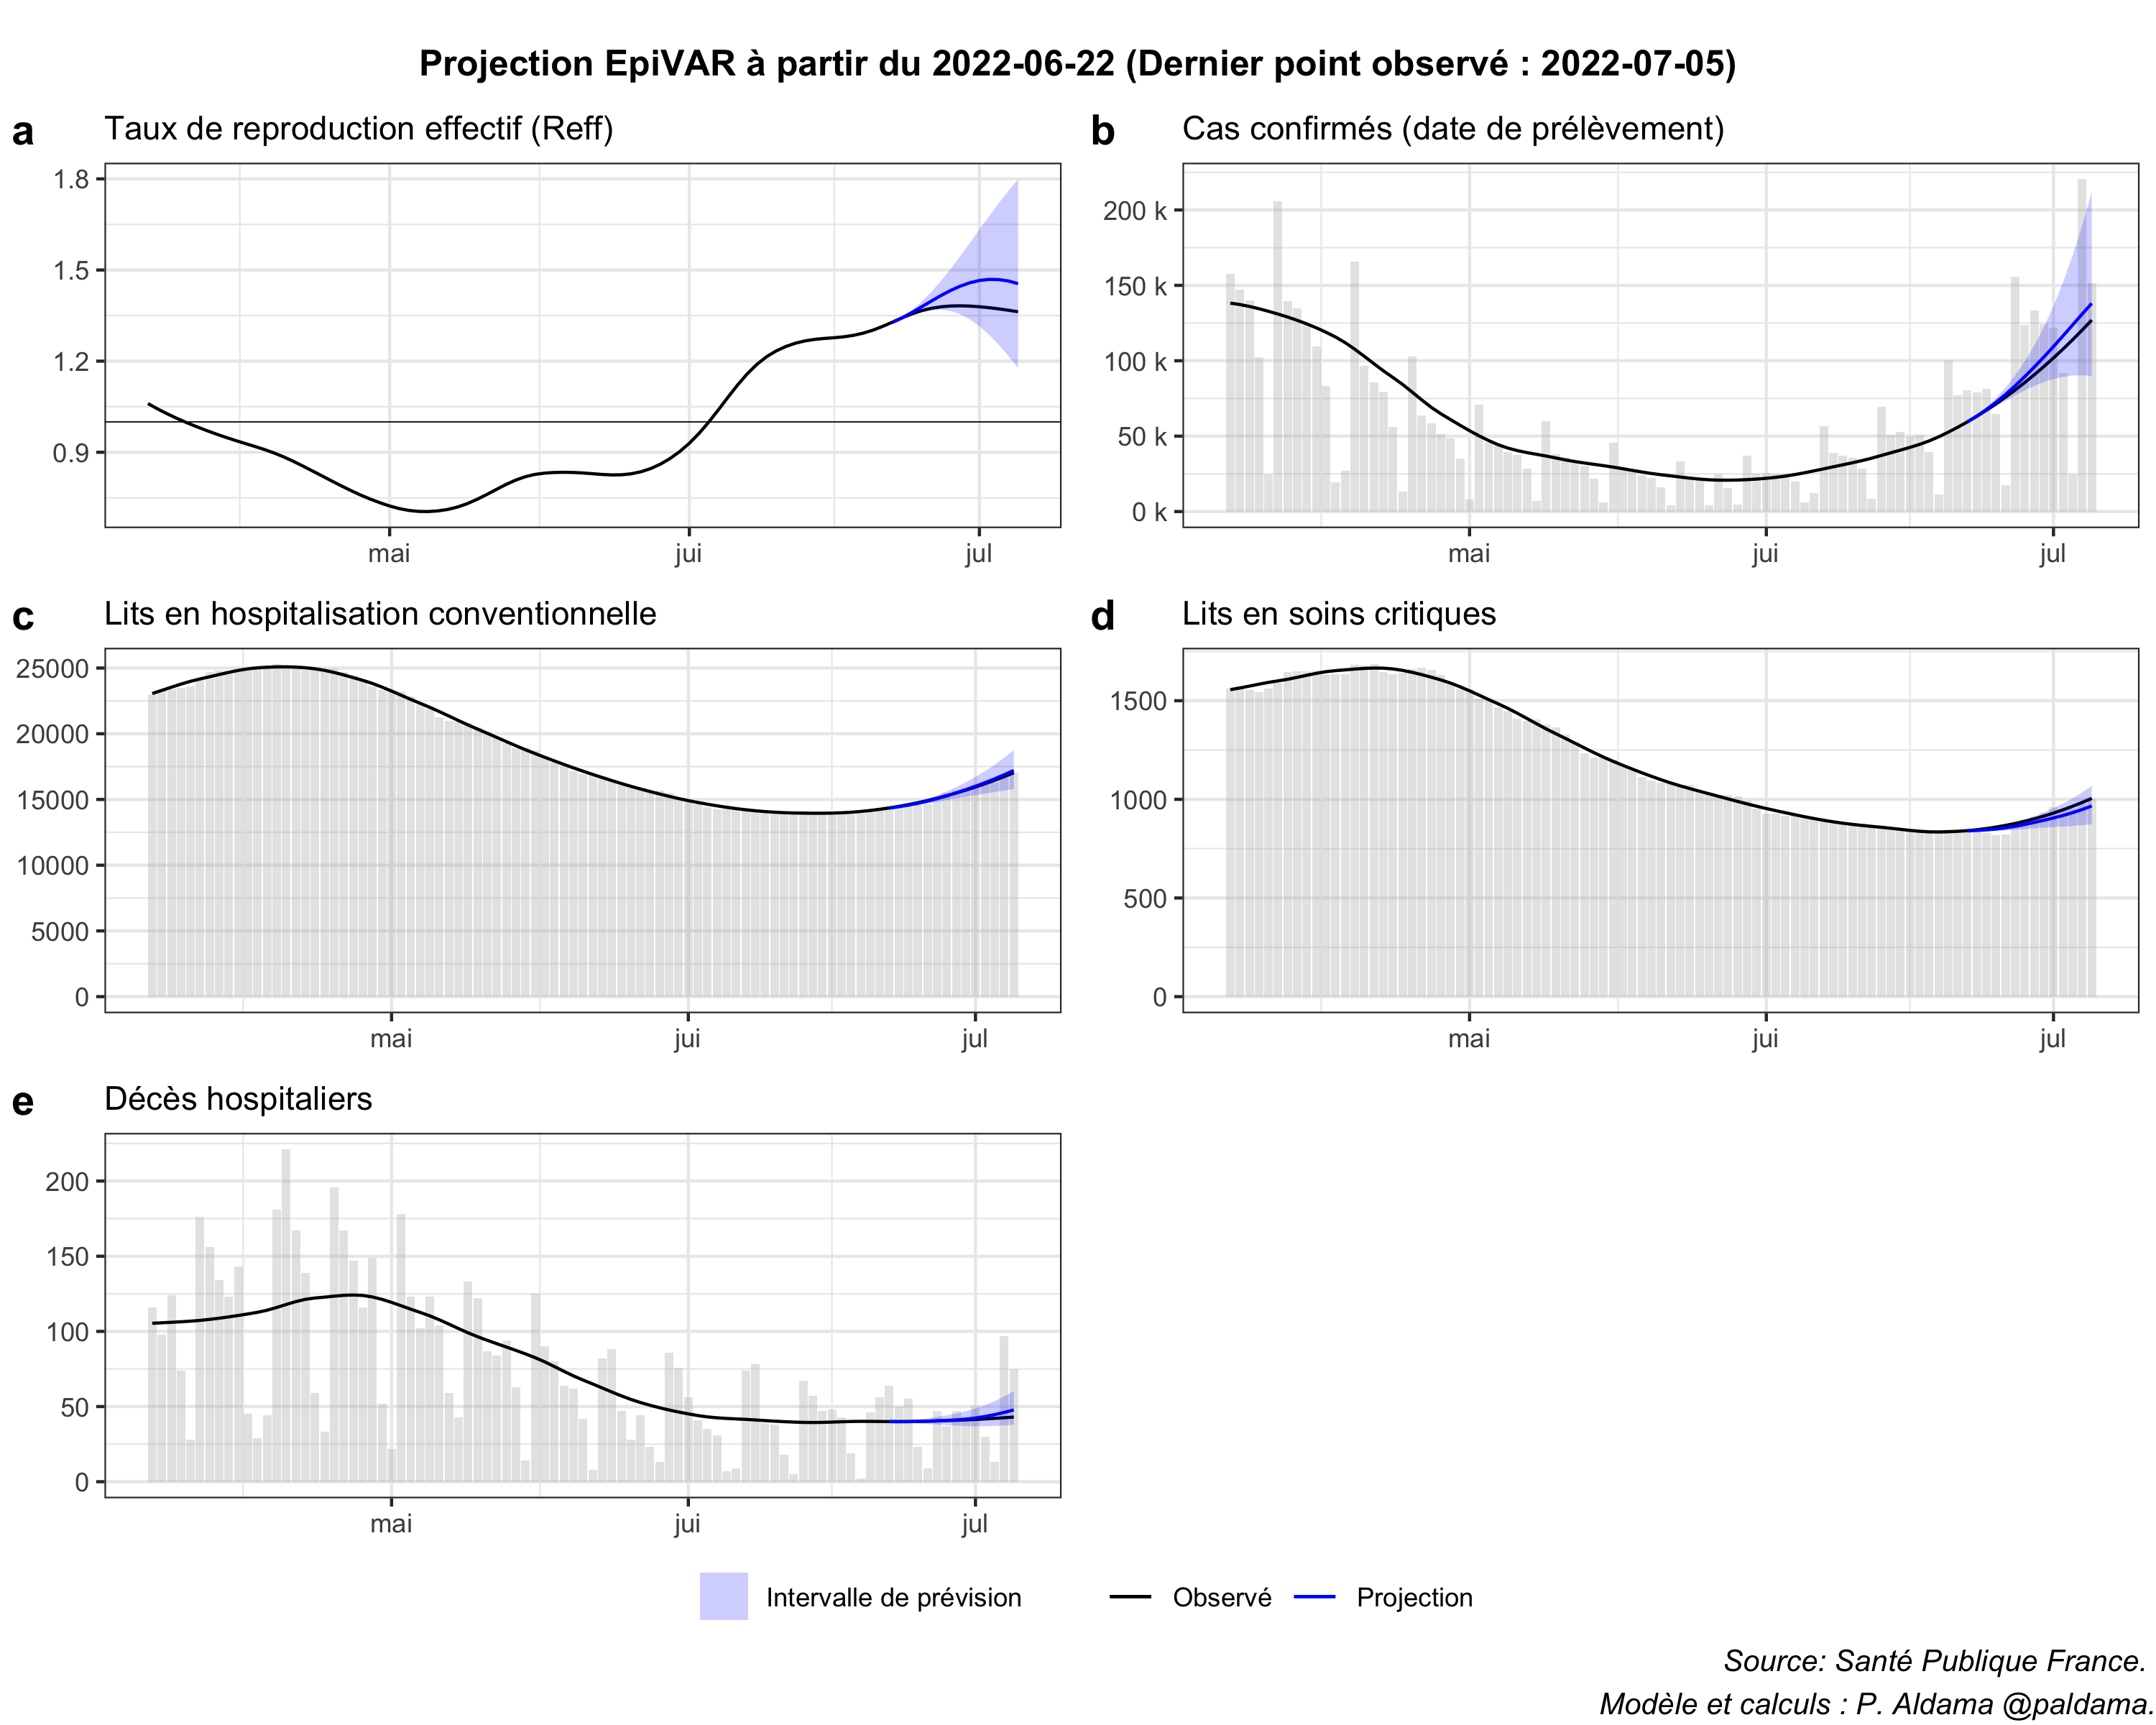 Projection EpiVAR à partir du 2022-06-22 (Dernier point observé : 2022-07-05)
a Taux de reproduction effectif (Reff)
1.8
1.5
1.2
0.9
mai jui jul
b Cas confirmés (date de prélèvement)
200 k
150 k
100 k
50 k
0 k
mai jui jul
c Lits en hospitalisation conventionnelle
25000
20000
15000
10000
5000
0
mai jui jul
d Lits en soins critiques
1500
1000
500
0
mai jui jul
e Décès hospitaliers
200
150
100
50
0
mai jui jul
Intervalle de prévision Observé Projection
Source: Santé Publique France.
Modèle et calculs : P. Aldama @paldama.